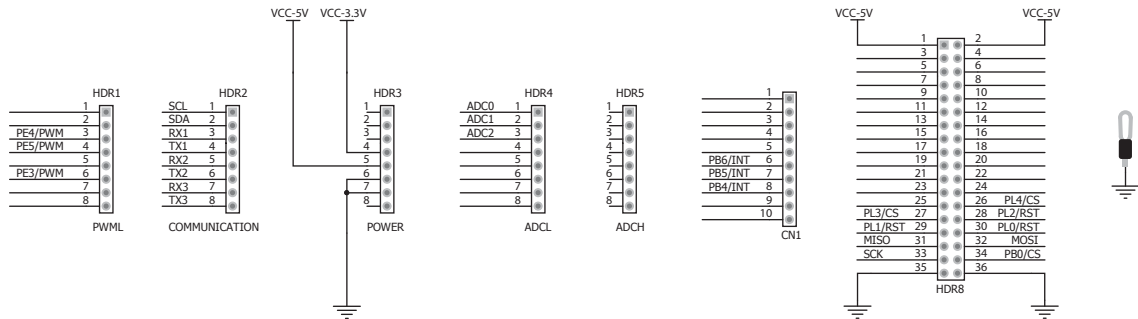 VCC-5V VCC-3.3V VCC-5V VCC-5V
HDR1
1
2
PE4/PWM 3
PE5/PWM 4
5
PE3/PWM 6
7
8
PWML
HDR2
SCL 1
SDA 2
RX1 3
TX1 4
RX2 5
TX2 6
RX3 7
TX3 8
COMMUNICATION
HDR3
1
2
3
4
5
6
7
8
POWER
HDR4
ADC0 1
ADC1 2
ADC2 3
4
5
6
7
8
ADCL
HDR5
1
2
3
4
5
6
7
8
ADCH
1
2
3
4
5
PB6/INT 6
PB5/INT 7
PB4/INT 8
9
10
CN1
1 2
3 4
5 6
7 8
9 10
11 12
13 14
15 16
17 18
19 20
21 22
23 24
25 26 PL4/CS
PL3/CS 27 28 PL2/RST
PL1/RST 29 30 PL0/RST
MISO 31 32 MOSI
SCK 33 34 PB0/CS
35 36
HDR8